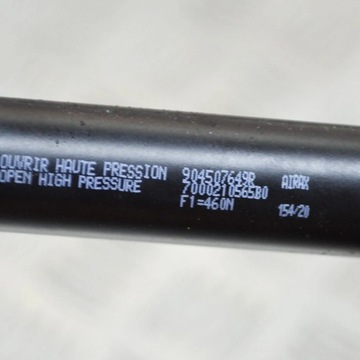 OUVRIR HAUTE PRESSION 904507649R AIRAX
OPEN HIGH PRESSURE 7000210565B0
F1=460N 154/20